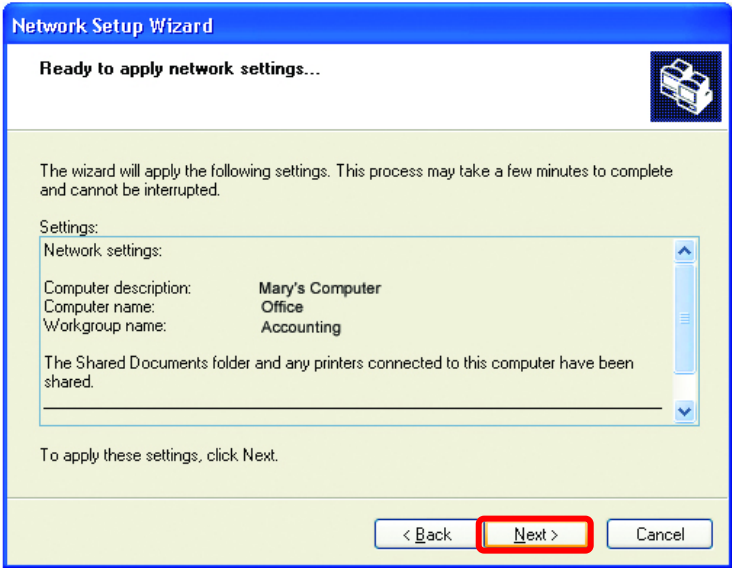 Network Setup Wizard
Ready to apply network settings...
The wizard will apply the following settings. This process may take a few minutes to complete
and cannot be interrupted.
Settings:
Network settings:
Computer description: Mary's Computer
Computer name: Office
Workgroup name: Accounting
The Shared Documents folder and any printers connected to this computer have been
shared.
To apply these settings, click Next.
< Back Next > Cancel